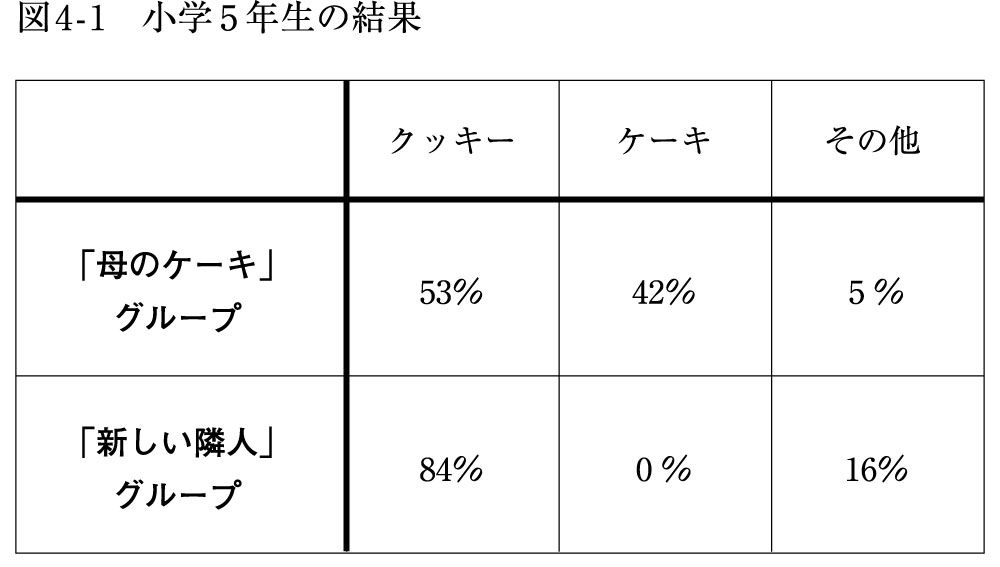 図4-1　小学5年生の結果
クッキー　ケーキ　その他
「母のケーキ」
グループ
53%　42%　5%
「新しい隣人」
グループ
84%　0%　16%